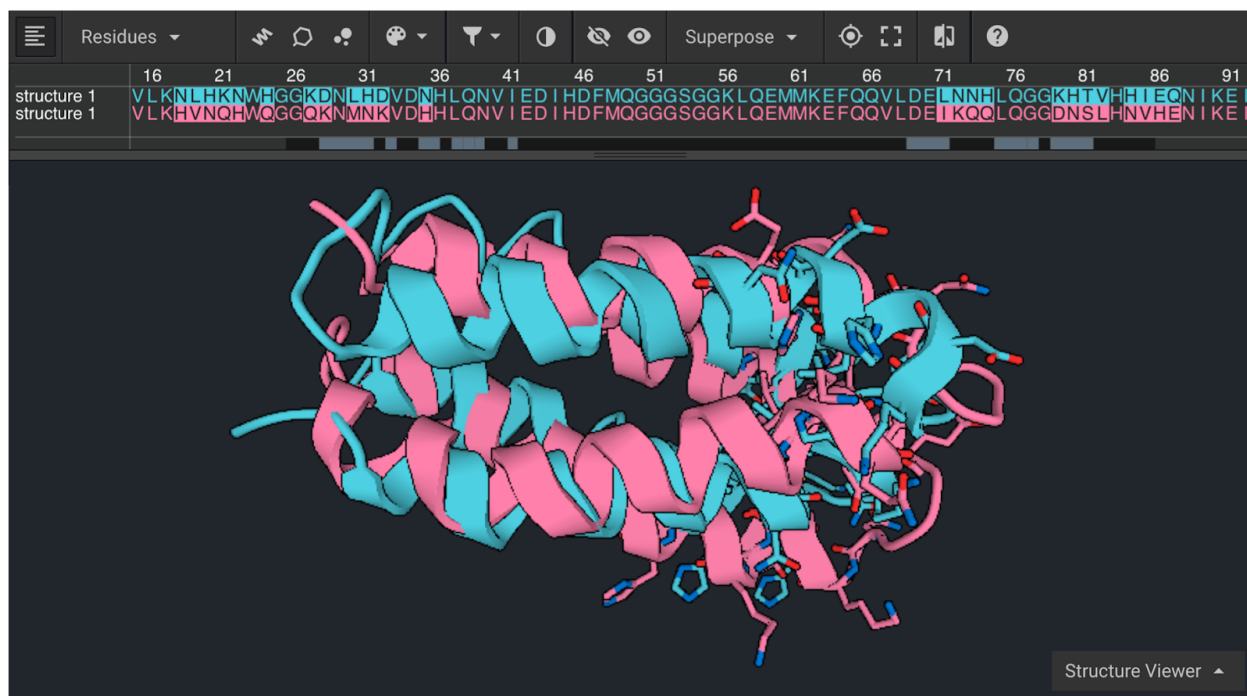 Residues
Superpose
16 21 26 31 36 41 46 51 56 61 66 71 76 81 86 91
structure 1 VLKNLHKNWHGGKDNLHDVDNHLQNVIEDIHDFMQGGGSGGKLQEMMKEFQQVLDELNNHLQGGKHTVHHIEQNIKE
structure 1 VLKHVNQHWQGGQKNMNKVDHHLQNVIEDIHDFMQGGGSGGKLQEMMKEFQQVLDEIKQQLQGGDNSLHNVHENIKE
Structure Viewer